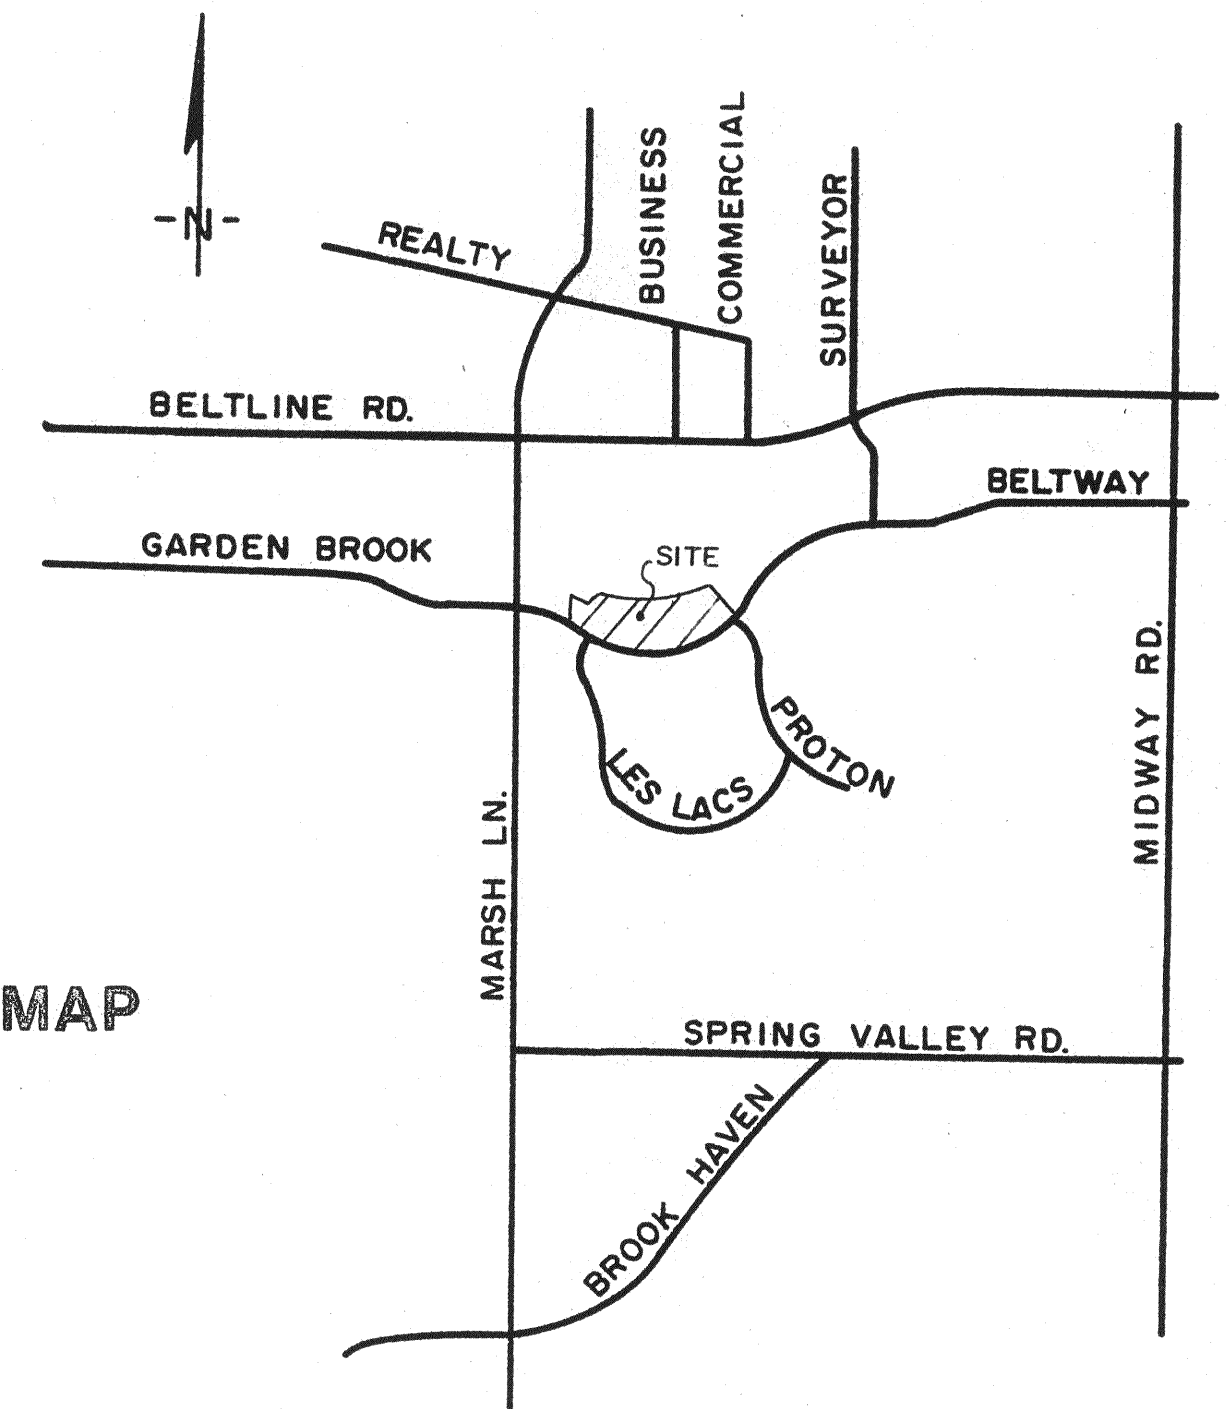 BUSINESS
COMMERCIAL
SURVEYOR
-N-
REALTY
BELTLINE RD.
BELTWAY
GARDEN BROOK
SITE
MIDWAY RD.
PROTON
LES LACS
MARSH LN.
MAP
SPRING VALLEY RD.
BROOK HAVEN